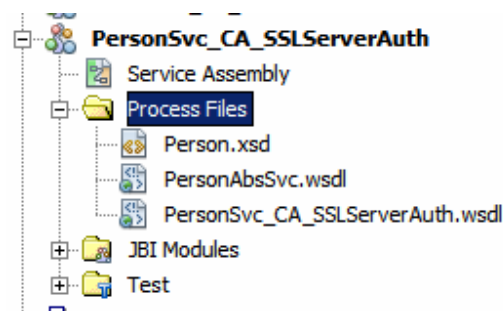 PersonSvc_CA_SSLServerAuth
Service Assembly
Process Files
Person.xsd
PersonAbsSvc.wsdl
PersonSvc_CA_SSLServerAuth.wsdl
JBI Modules
Test